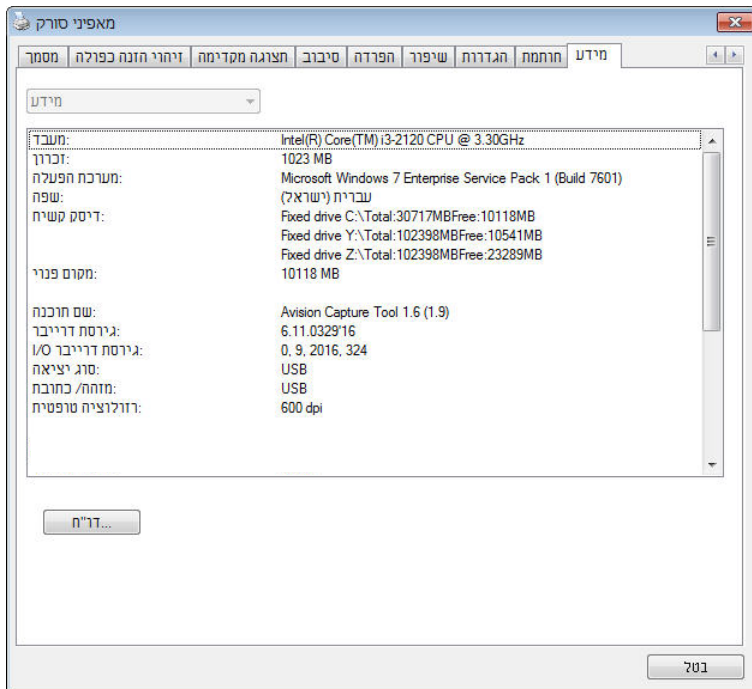 מאפיני סורק
מסמך זיהוי הזנה כפולה תצוגה מקדימה סיבוב הפרדה שיפור הגדרות חותמת מידע
מידע
מעבד: Intel(R) Core(TM) i3-2120 CPU @ 3.30GHz
זכרון: 1023 MB
מערכת הפעלה: Microsoft Windows 7 Enterprise Service Pack 1 (Build 7601)
שפה: עברית (ישראל)
דיסק קשיח: Fixed drive C:\Total:30717MBFree:10118MB
Fixed drive Y:\Total:102398MBFree:10541MB
Fixed drive Z:\Total:102398MBFree:23289MB
מקום פנוי: 10118 MB
שם תוכנה: Avision Capture Tool 1.6 (1.9)
גירסת דרייבר: 6.11.0329'16
גירסת דרייבר I/O: 0, 9, 2016, 324
סוג יציאה: USB
מזהה/ כתובת: USB
רזולוציה טופטית: 600 dpi
דו"ח...
בטל